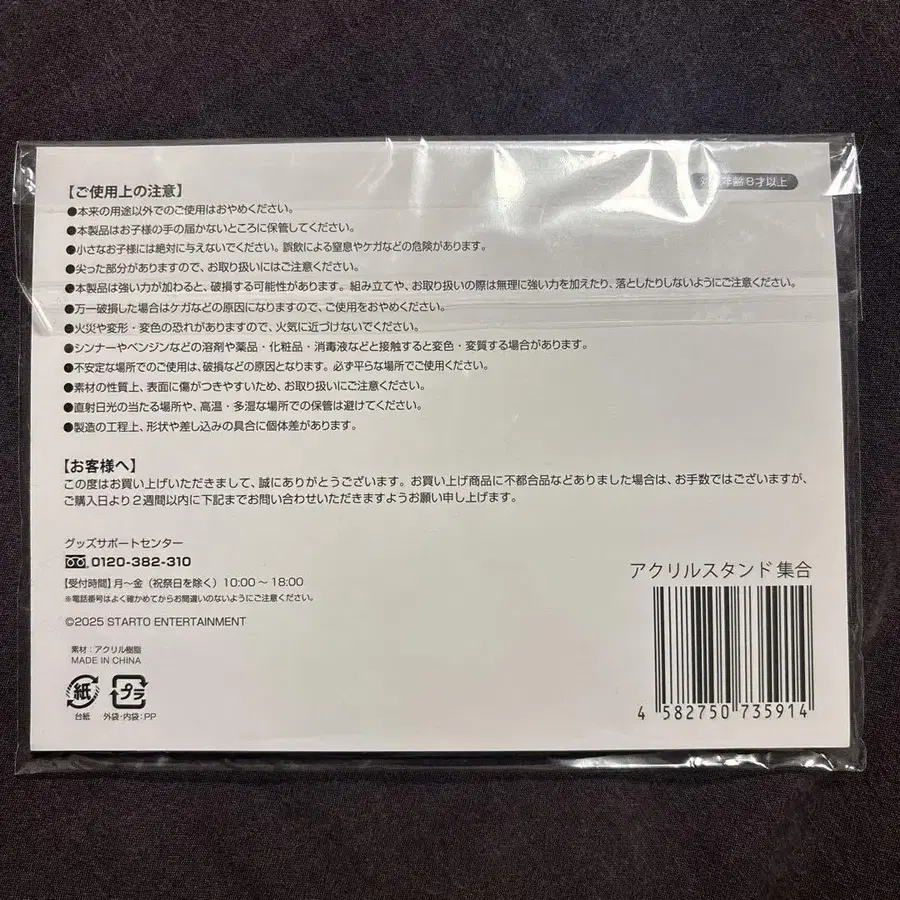 【ご使用上の注意】
対象年齢8才以上
●本来の用途以外でのご使用はおやめください。
●本製品はお子様の手の届かないところに保管してください。
●小さなお子様には絶対に与えないでください。誤飲による窒息やケガなどの危険があります。
●尖った部分がありますので、お取り扱いにはご注意ください。
●本製品は強い力が加わると、破損する可能性があります。組み立てや、お取り扱いの際は無理に強い力を加えたり、落としたりしないようにご注意ください。
●万一破損した場合はケガなどの原因になりますので、ご使用をおやめください。
●火災や変形・変色の恐れがありますので、火気に近づけないでください。
●シンナーやベンジンなどの溶剤や薬品・化粧品・消毒液などと接触すると変色・変質する場合があります。
●不安定な場所でのご使用は、破損などの原因となります。必ず平らな場所でご使用ください。
●素材の性質上、表面に傷がつきやすいため、お取り扱いにご注意ください。
●直射日光の当たる場所や、高温・多湿な場所での保管は避けてください。
●製造の工程上、形状や差し込みの具合に個体差があります。
【お客様へ】
この度はお買い上げいただきまして、誠にありがとうございます。お買い上げ商品に不都合品などありました場合は、お手数ではございますが、
ご購入日より2週間以内に下記までお問い合わせいただきますようお願い申し上げます。
グッズサポートセンター
0120-382-310
【受付時間】月〜金（祝祭日を除く）10:00〜18:00
※電話番号はよく確かめてからお間違いのないようにご注意ください。
©2025 STARTO ENTERTAINMENT
素材：アクリル樹脂
MADE IN CHINA
紙
プラ
台紙
外袋・内袋：PP
アクリルスタンド 集合
4 582750 735914